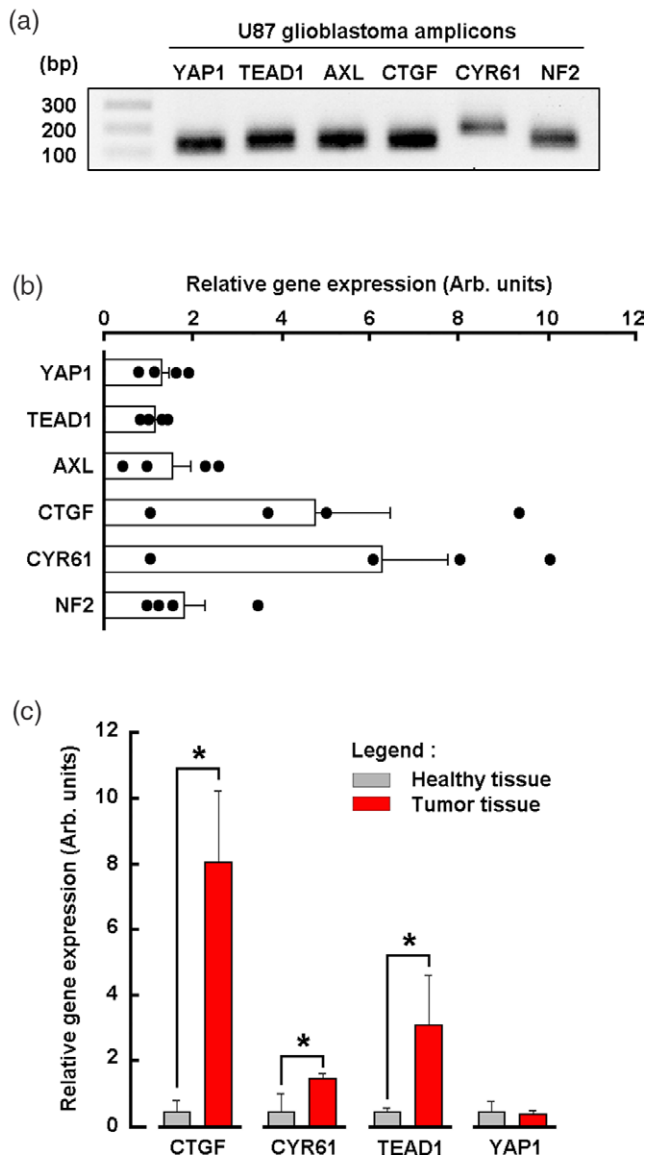 (a)
U87 glioblastoma amplicons
(bp) YAP1 TEAD1 AXL CTGF CYR61 NF2
300
200
100
(b)
Relative gene expression (Arb. units)
0 2 4 6 8 10 12
YAP1
TEAD1
AXL
CTGF
CYR61
NF2
(c)
Relative gene expression (Arb. units)
12
10
8
6
4
2
0
Legend :
Healthy tissue
Tumor tissue
*
*
*
CTGF CYR61 TEAD1 YAP1